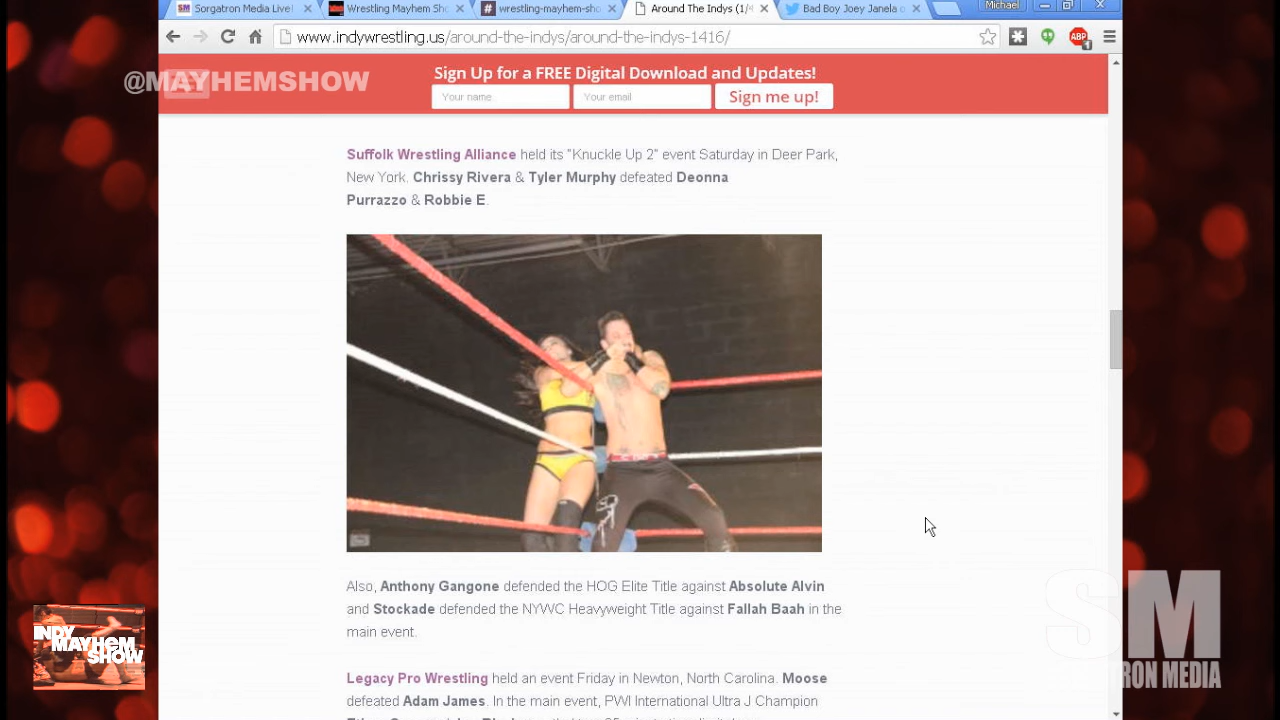 Sorgatron Media Live!
Wrestling Mayhem Sho
wrestling-mayhem-sho
Around The Indys (1/4
Bad Boy Joey Janela o
Michael
www.indywrestling.us/around-the-indys/around-the-indys-1416/
ABP
1
@MAYHEMSHOW
Sign Up for a FREE Digital Download and Updates!
Your name
Your email
Sign me up!
Suffolk Wrestling Alliance held its "Knuckle Up 2" event Saturday in Deer Park,
New York. Chrissy Rivera & Tyler Murphy defeated Deonna
Purrazzo & Robbie E.
Also, Anthony Gangone defended the HOG Elite Title against Absolute Alvin
and Stockade defended the NYWC Heavyweight Title against Fallah Baah in the
main event.
Legacy Pro Wrestling held an event Friday in Newton, North Carolina. Moose
defeated Adam James. In the main event, PWI International Ultra J Champion
INDY
MAYHEM
SHOW
SM
TRON MEDIA